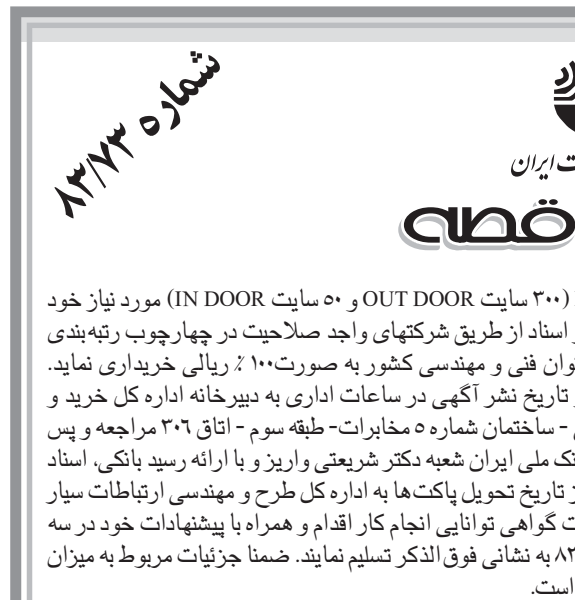 شماره ۸۳/۷۳
ت ایران
قصه
(۳۰۰ سایت OUT DOOR و ۵۰ سایت IN DOOR) مورد نیاز خود
اسناد از طریق شرکتهای واجد صلاحیت در چهارچوب رتبه‌بندی
توان فنی و مهندسی کشور به صورت۱۰۰ ٪ ریالی خریداری نماید.
تاریخ نشر آگهی در ساعات اداری به دبیرخانه اداره کل خرید و
- ساختمان شماره ۵ مخابرات- طبقه سوم - اتاق ۳۰۶ مراجعه و پس
نک ملی ایران شعبه دکتر شریعتی واریز و با ارائه رسید بانکی، اسناد
ز تاریخ تحویل پاکت‌ها به اداره کل طرح و مهندسی ارتباطات سیار
ت گواهی توانایی انجام کار اقدام و همراه با پیشنهادات خود در سه
۸۲ به نشانی فوق الذکر تسلیم نمایند. ضمنا جزئیات مربوط به میزان
است.